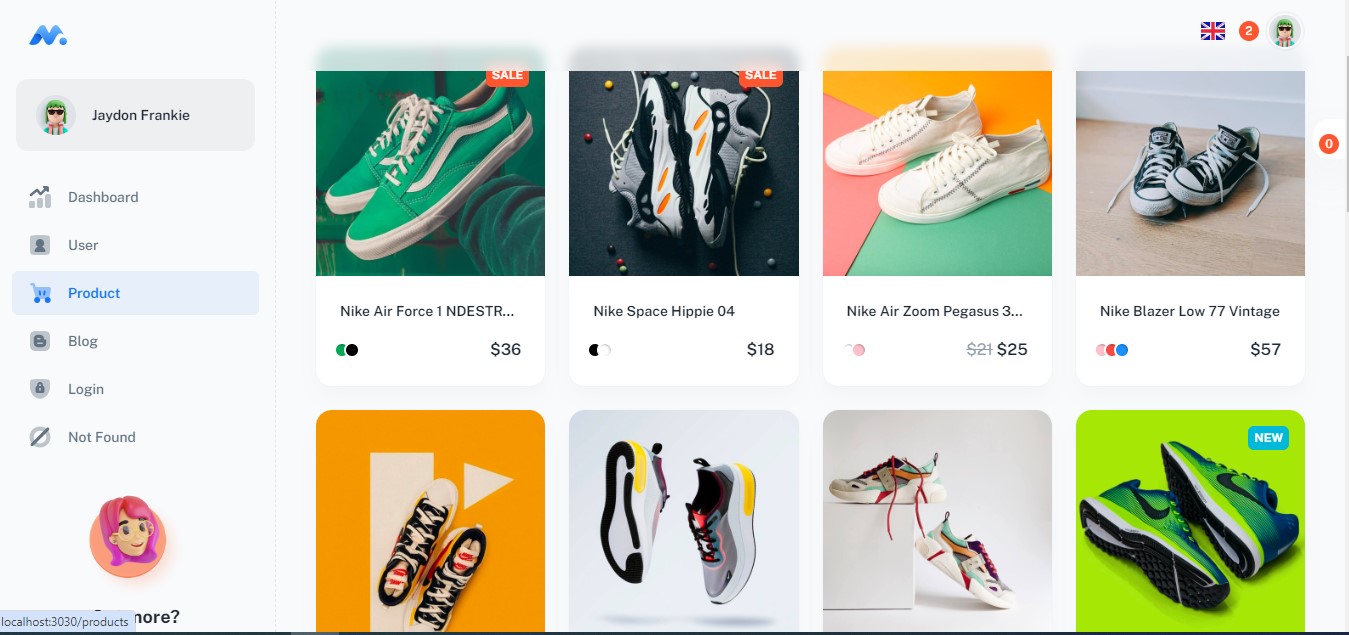 2
Jaydon Frankie
Dashboard
User
Product
Blog
Login
Not Found
more?
localhost:3030/products
SALE
SALE
0
Nike Air Force 1 NDESTR...
$36
Nike Space Hippie 04
$18
Nike Air Zoom Pegasus 3...
$21 $25
Nike Blazer Low 77 Vintage
$57
NEW